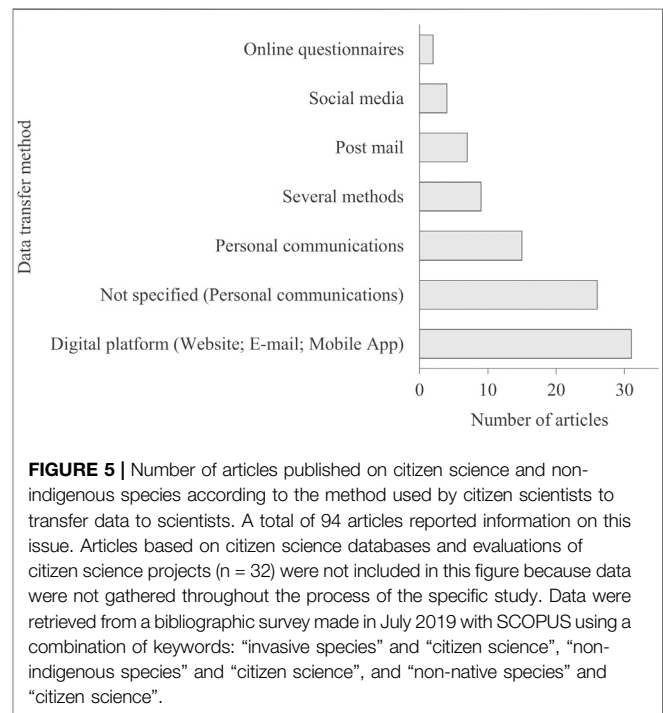 Online questionnaires
Social media
Post mail
Several methods
Personal communications
Not specified (Personal communications)
Digital platform (Website; E-mail; Mobile App)
Data transfer method
0 10 20 30
Number of articles
FIGURE 5 | Number of articles published on citizen science and non-
indigenous species according to the method used by citizen scientists to
transfer data to scientists. A total of 94 articles reported information on this
issue. Articles based on citizen science databases and evaluations of
citizen science projects (n = 32) were not included in this figure because data
were not gathered throughout the process of the specific study. Data were
retrieved from a bibliographic survey made in July 2019 with SCOPUS using a
combination of keywords: “invasive species” and “citizen science”, “non-
indigenous species” and “citizen science”, and “non-native species” and
“citizen science”.